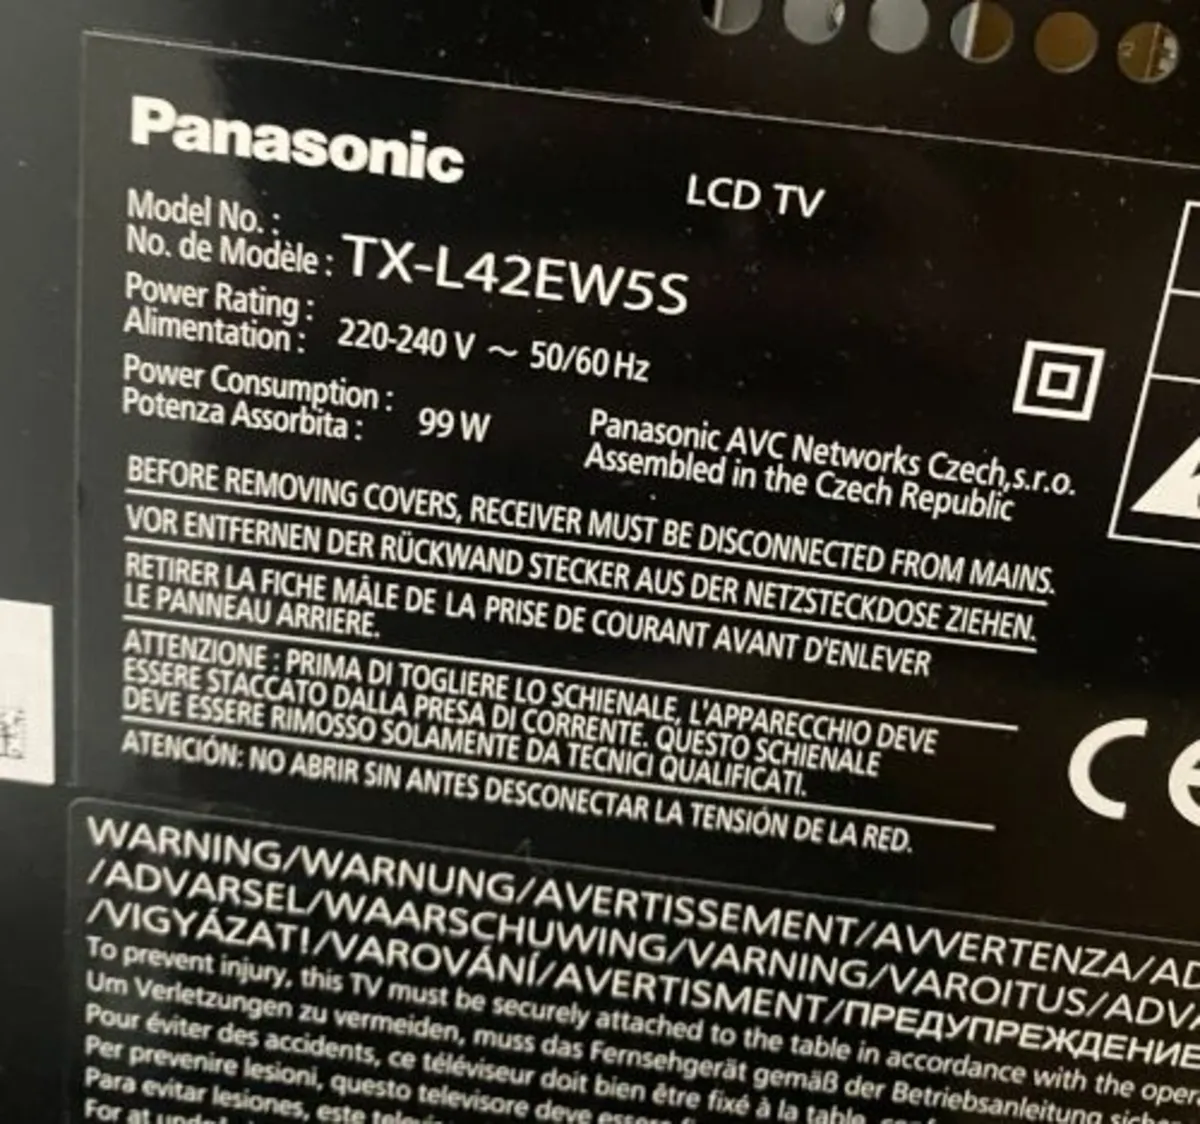 Panasonic
LCD TV
Model No. :
No. de Modèle : TX-L42EW5S
Power Rating :
Alimentation : 220-240 V ~ 50/60 Hz
Power Consumption :
Potenza Assorbita : 99 W
Panasonic AVC Networks Czech,s.r.o.
Assembled in the Czech Republic
BEFORE REMOVING COVERS, RECEIVER MUST BE DISCONNECTED FROM MAINS.
VOR ENTFERNEN DER RÜCKWAND STECKER AUS DER NETZSTECKDOSE ZIEHEN.
RETIRER LA FICHE MÂLE DE LA PRISE DE COURANT AVANT D'ENLEVER
LE PANNEAU ARRIERE.
ATTENZIONE : PRIMA DI TOGLIERE LO SCHIENALE, L'APPARECCHIO DEVE
ESSERE STACCATO DALLA PRESA DI CORRENTE. QUESTO SCHIENALE
DEVE ESSERE RIMOSSO SOLAMENTE DA TECNICI QUALIFICATI.
ATENCIÓN: NO ABRIR SIN ANTES DESCONECTAR LA TENSIÓN DE LA RED.
CE
WARNING/WARNUNG/AVERTISSEMENT/AVVERTENZA/AD
/ADVARSEL/WAARSCHUWING/VARNING/VAROITUS/ADVA
/VIGYÁZATI/VAROVÁNÍ/AVERTISMENT/ПРЕДУПРЕЖДЕНИЕ
To prevent injury, this TV must be securely attached to the table in accordance with the opera
Um Verletzungen zu vermeiden, muss das Fernsehgerät gemäß der Betriebsanleitung sicher
Pour éviter des accidents, ce téléviseur doit bien être fixé à la table,
Per prevenire lesioni, questo televisore deve essere
Para evitar lesiones, este
For at